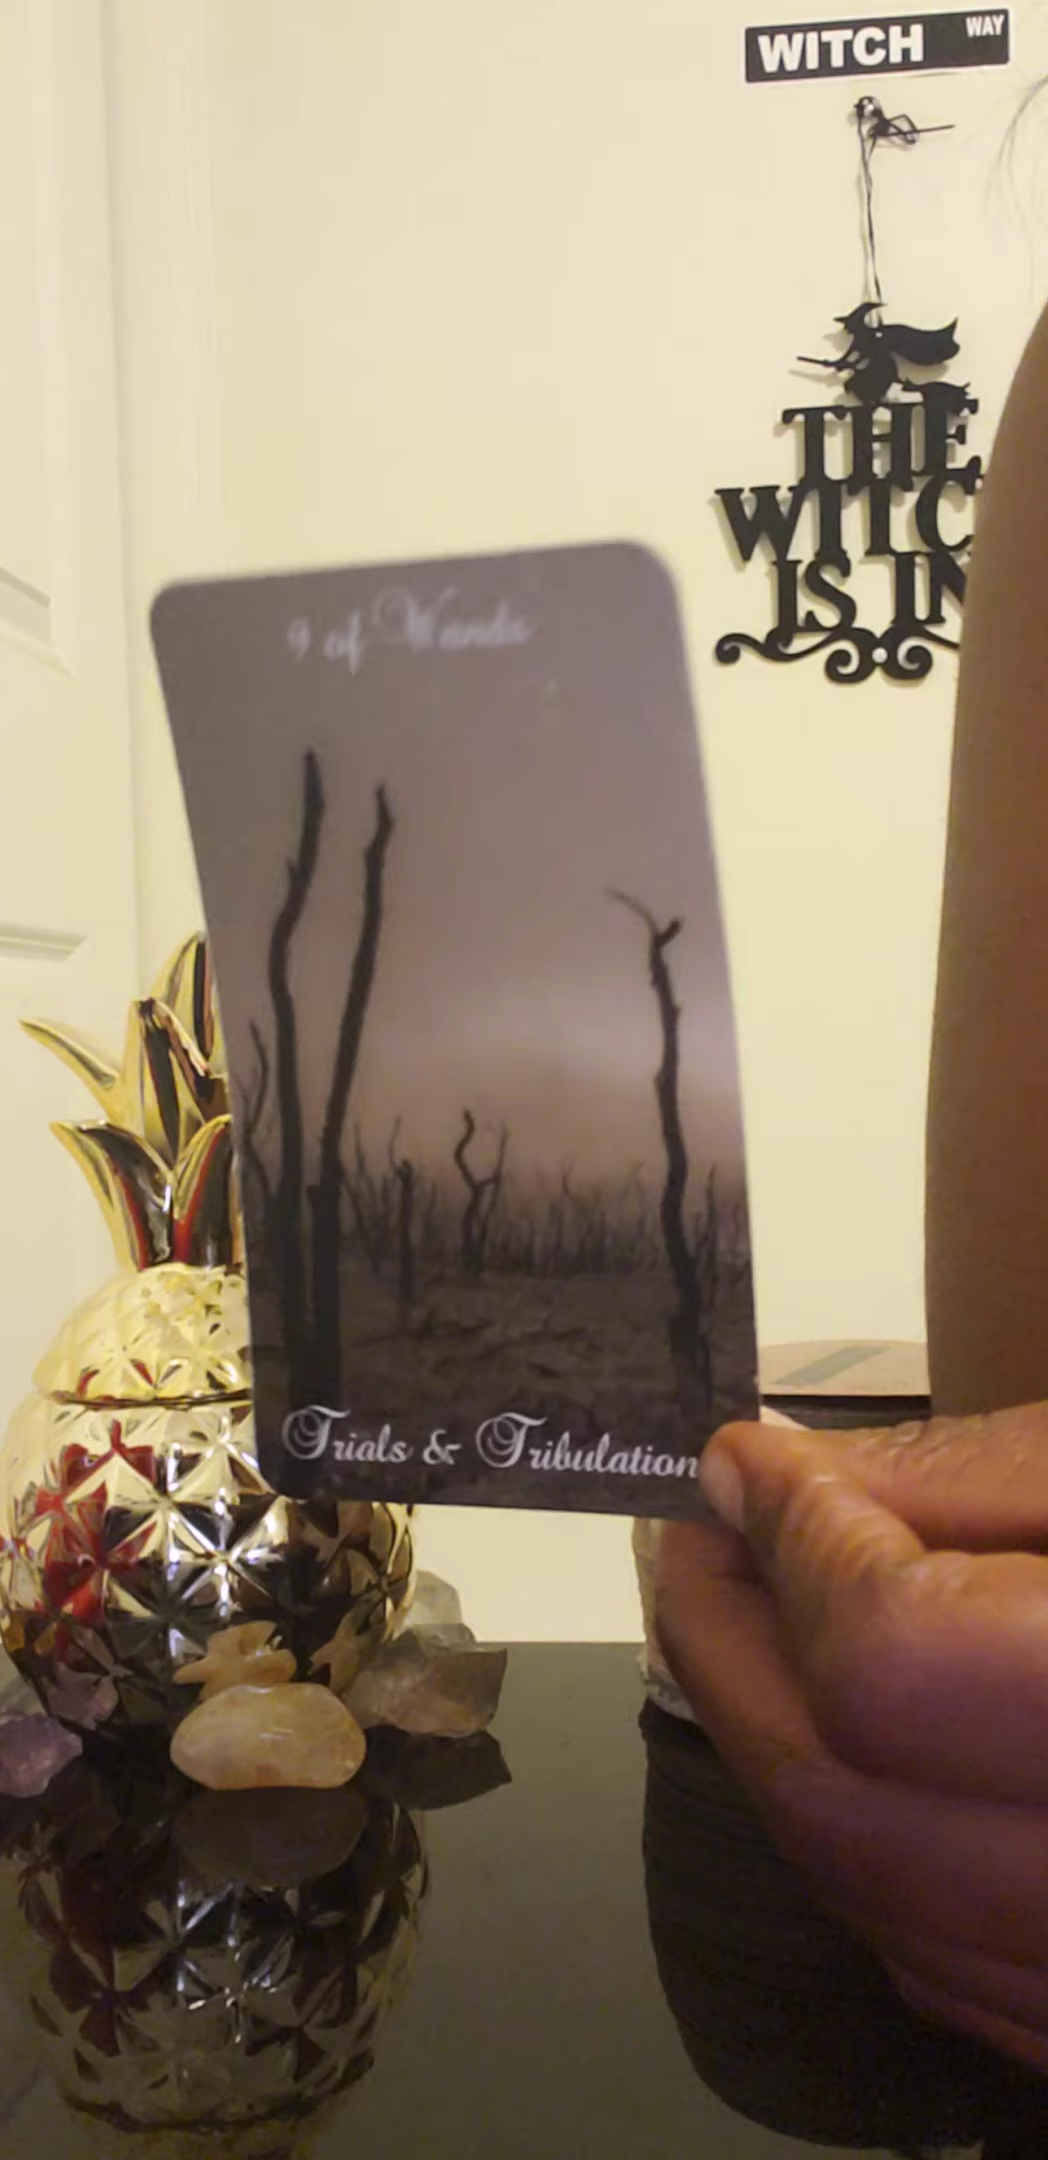 WITCH WAY
THE
WITC
IS IN
9 of Wands
Trials & Tribulation